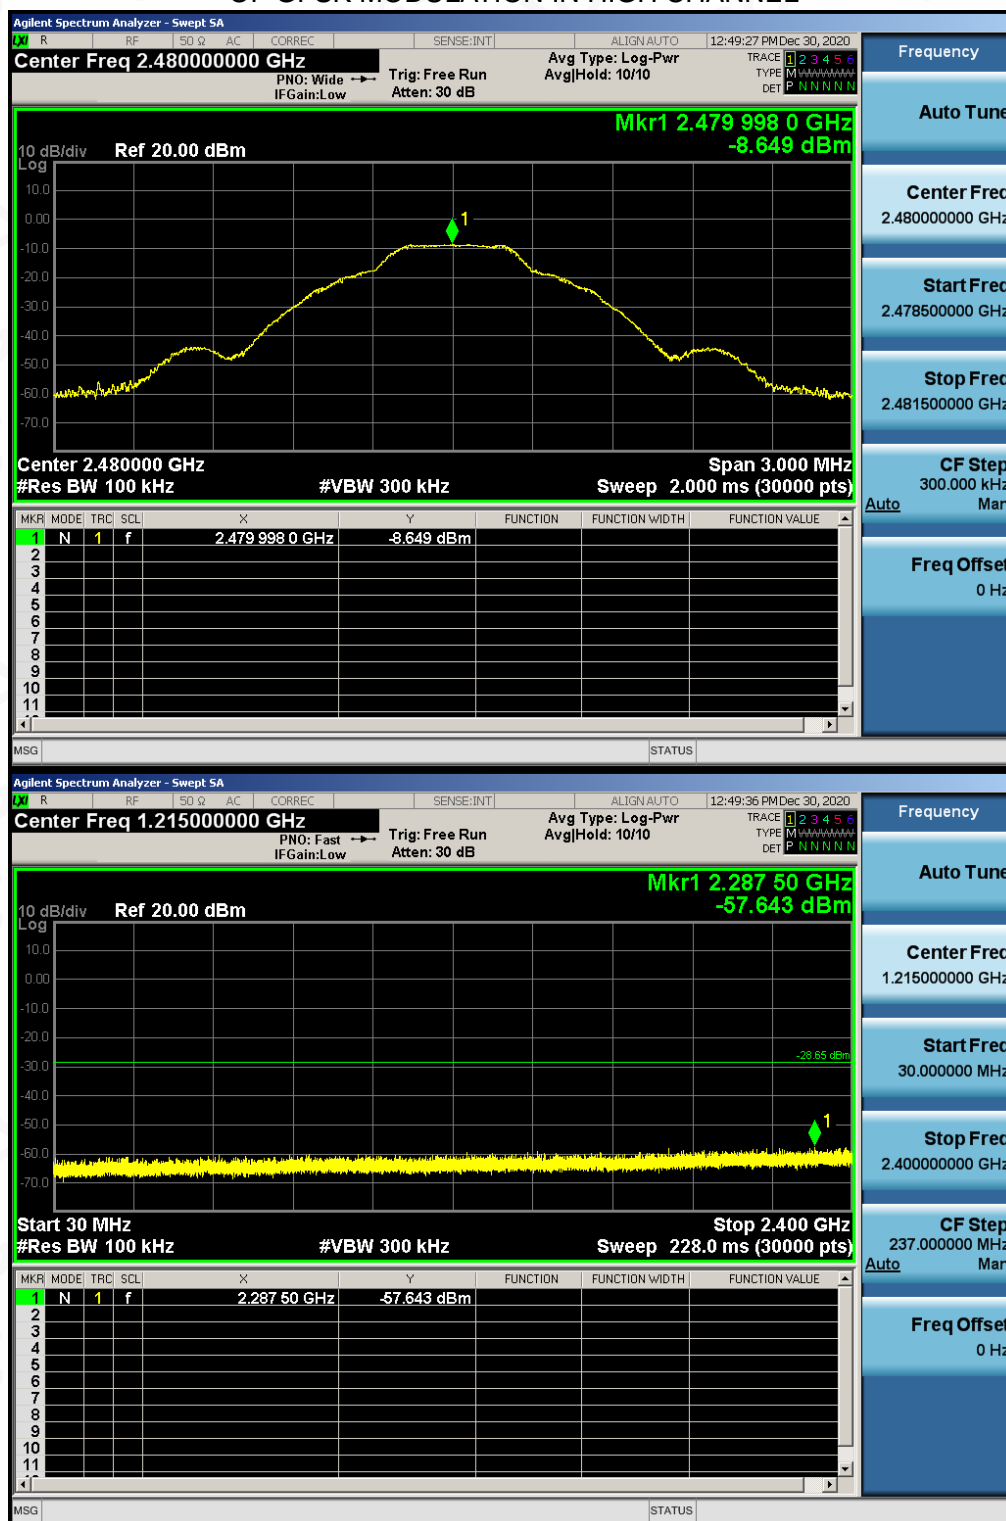 OF GFSK MODULATION IN HIGH CHANNEL
Agilent Spectrum Analyzer - Swept SA
LXI R RF 50 Ω AC CORREC SENSE:INT ALIGN AUTO 12:49:27 PM Dec 30, 2020
Center Freq 2.480000000 GHz
PNO: Wide
IFGain:Low
Trig: Free Run
Atten: 30 dB
Avg Type: Log-Pwr
Avg|Hold: 10/10
TRACE 1 2 3 4 5 6
TYPE M
DET P N N N N N
Mkr1 2.479 998 0 GHz
-8.649 dBm
10 dB/div Ref 20.00 dBm
Log
10.0
0.00
-10.0
-20.0
-30.0
-40.0
-50.0
-60.0
-70.0
1
Center 2.480000 GHz Span 3.000 MHz
#Res BW 100 kHz #VBW 300 kHz Sweep 2.000 ms (30000 pts)
MKR MODE TRC SCL X Y FUNCTION FUNCTION WIDTH FUNCTION VALUE
1 N 1 f 2.479 998 0 GHz -8.649 dBm
2
3
4
5
6
7
8
9
10
11
MSG STATUS
Frequency
Auto Tune
Center Freq
2.480000000 GHz
Start Freq
2.478500000 GHz
Stop Freq
2.481500000 GHz
CF Step
300.000 kHz
Auto Man
Freq Offset
0 Hz
Agilent Spectrum Analyzer - Swept SA
LXI R RF 50 Ω AC CORREC SENSE:INT ALIGN AUTO 12:49:36 PM Dec 30, 2020
Center Freq 1.215000000 GHz
PNO: Fast
IFGain:Low
Trig: Free Run
Atten: 30 dB
Avg Type: Log-Pwr
Avg|Hold: 10/10
TRACE 1 2 3 4 5 6
TYPE M
DET P N N N N N
Mkr1 2.287 50 GHz
-57.643 dBm
10 dB/div Ref 20.00 dBm
Log
10.0
0.00
-10.0
-20.0
-30.0
-40.0
-50.0
-60.0
-70.0
-28.65 dBm
1
Start 30 MHz Stop 2.400 GHz
#Res BW 100 kHz #VBW 300 kHz Sweep 228.0 ms (30000 pts)
MKR MODE TRC SCL X Y FUNCTION FUNCTION WIDTH FUNCTION VALUE
1 N 1 f 2.287 50 GHz -57.643 dBm
2
3
4
5
6
7
8
9
10
11
MSG STATUS
Frequency
Auto Tune
Center Freq
1.215000000 GHz
Start Freq
30.000000 MHz
Stop Freq
2.400000000 GHz
CF Step
237.000000 MHz
Auto Man
Freq Offset
0 Hz